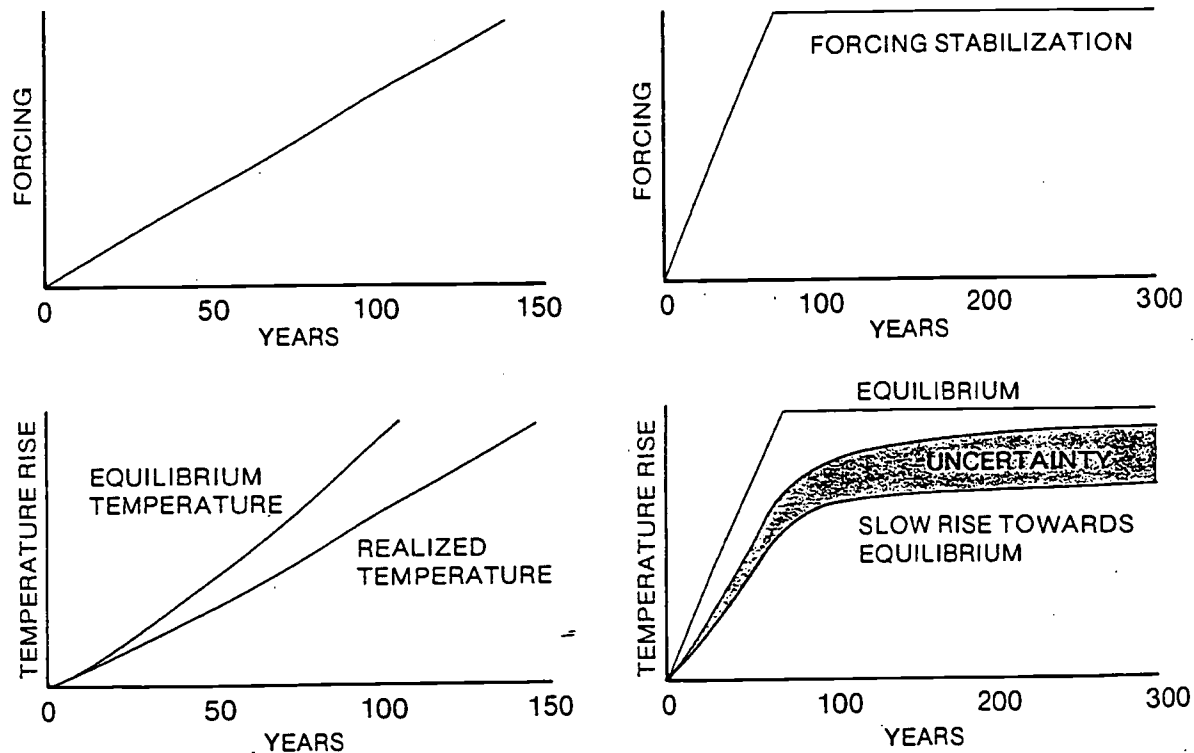 FORCING
0
50
100
150
YEARS
FORCING STABILIZATION
FORCING
0
100
200
300
YEARS
TEMPERATURE RISE
EQUILIBRIUM
TEMPERATURE
REALIZED
TEMPERATURE
0
50
100
150
YEARS
TEMPERATURE RISE
EQUILIBRIUM
UNCERTAINTY
SLOW RISE TOWARDS
EQUILIBRIUM
0
100
200
300
YEARS